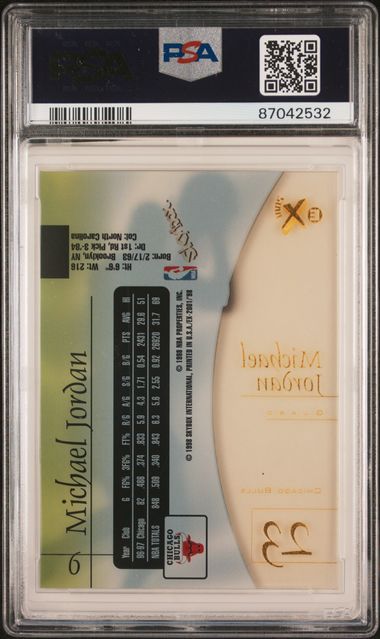 PSA
87042532
9 Michael Jordan
Ht: 6'6" Wt: 216
Born: 2/17/63 Brooklyn, NY
Dr: 1st Rd, Pick 3-'84
Col: North Carolina
Year Club G FG% 3FG% FT% R/G A/G S/G B/G PTS AVG HI
96-97 Chicago 82 .486 .374 .833 5.9 4.3 1.71 0.54 2431 29.6 51
NBA TOTALS 848 .509 .340 .843 6.3 5.6 2.55 0.92 26920 31.7 69
CHICAGO
BULLS
© 1998 SKYBOX INTERNATIONAL, PRINTED IN U.S.A./EX-2001/'98
© 1998 NBA PROPERTIES, INC.
NBA
SkyBox
Michael
Jordan
GUARD
CHICAGO BULLS
23